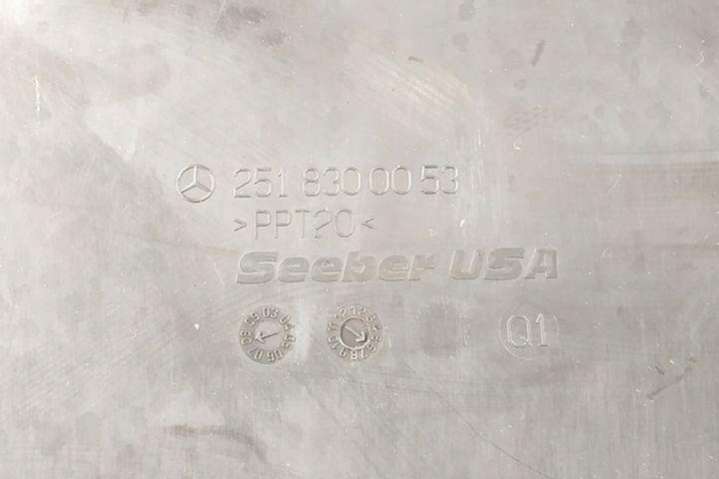 251 830 00 53
>PPT20<
Seeber USA
Q1